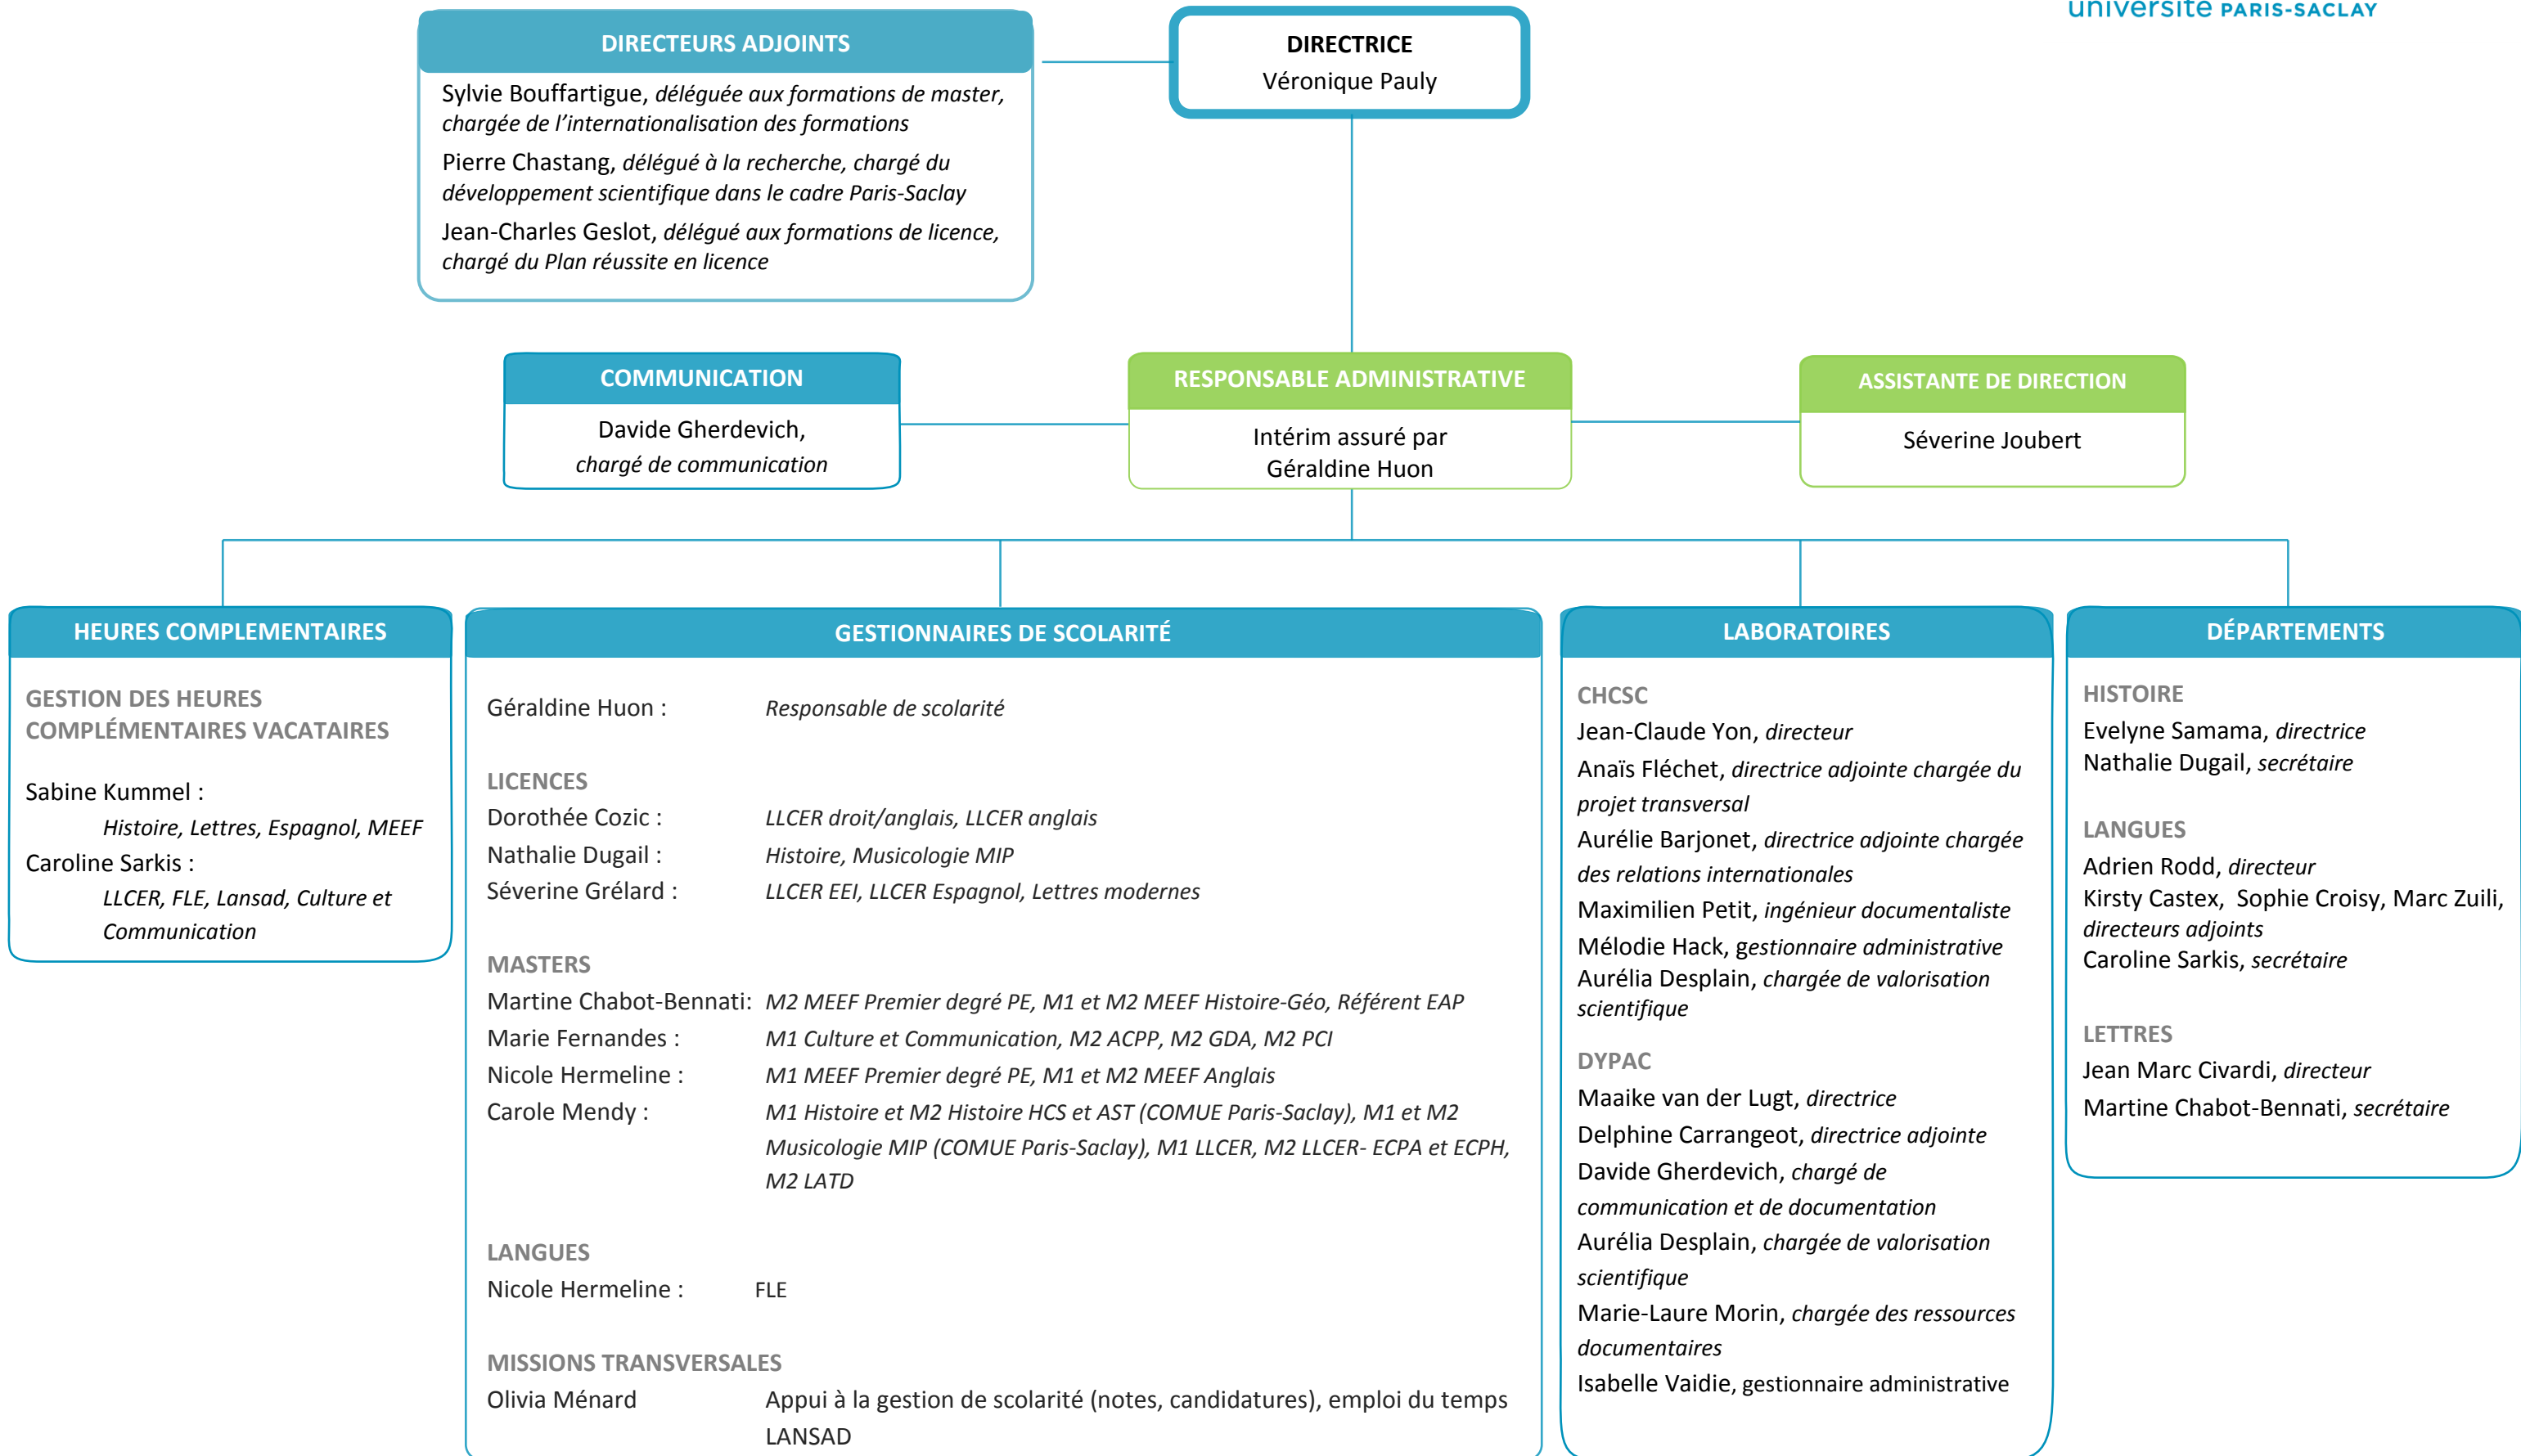 université PARIS-SACLAY
DIRECTEURS ADJOINTS
Sylvie Bouffartigue, déléguée aux formations de master,
chargée de l'internationalisation des formations
Pierre Chastang, délégué à la recherche, chargé du
développement scientifique dans le cadre Paris-Saclay
Jean-Charles Geslot, délégué aux formations de licence,
chargé du Plan réussite en licence
DIRECTRICE
Véronique Pauly
COMMUNICATION
Davide Gherdevich,
chargé de communication
RESPONSABLE ADMINISTRATIVE
Intérim assuré par
Géraldine Huon
ASSISTANTE DE DIRECTION
Séverine Joubert
HEURES COMPLEMENTAIRES
GESTION DES HEURES
COMPLÉMENTAIRES VACATAIRES
Sabine Kummel :
Histoire, Lettres, Espagnol, MEEF
Caroline Sarkis :
LLCER, FLE, Lansad, Culture et
Communication
GESTIONNAIRES DE SCOLARITÉ
Géraldine Huon : Responsable de scolarité
LICENCES
Dorothée Cozic : LLCER droit/anglais, LLCER anglais
Nathalie Dugail : Histoire, Musicologie MIP
Séverine Grélard : LLCER EEI, LLCER Espagnol, Lettres modernes
MASTERS
Martine Chabot-Bennati: M2 MEEF Premier degré PE, M1 et M2 MEEF Histoire-Géo, Référent EAP
Marie Fernandes : M1 Culture et Communication, M2 ACPP, M2 GDA, M2 PCI
Nicole Hermeline : M1 MEEF Premier degré PE, M1 et M2 MEEF Anglais
Carole Mendy : M1 Histoire et M2 Histoire HCS et AST (COMUE Paris-Saclay), M1 et M2
Musicologie MIP (COMUE Paris-Saclay), M1 LLCER, M2 LLCER- ECPA et ECPH,
M2 LATD
LANGUES
Nicole Hermeline : FLE
MISSIONS TRANSVERSALES
Olivia Ménard Appui à la gestion de scolarité (notes, candidatures), emploi du temps
LANSAD
LABORATOIRES
CHCSC
Jean-Claude Yon, directeur
Anaïs Fléchet, directrice adjointe chargée du
projet transversal
Aurélie Barjonet, directrice adjointe chargée
des relations internationales
Maximilien Petit, ingénieur documentaliste
Mélodie Hack, gestionnaire administrative
Aurélia Desplain, chargée de valorisation
scientifique
DYPAC
Maaike van der Lugt, directrice
Delphine Carrangeot, directrice adjointe
Davide Gherdevich, chargé de
communication et de documentation
Aurélia Desplain, chargée de valorisation
scientifique
Marie-Laure Morin, chargée des ressources
documentaires
Isabelle Vaidie, gestionnaire administrative
DÉPARTEMENTS
HISTOIRE
Evelyne Samama, directrice
Nathalie Dugail, secrétaire
LANGUES
Adrien Rodd, directeur
Kirsty Castex, Sophie Croisy, Marc Zuili,
directeurs adjoints
Caroline Sarkis, secrétaire
LETTRES
Jean Marc Civardi, directeur
Martine Chabot-Bennati, secrétaire